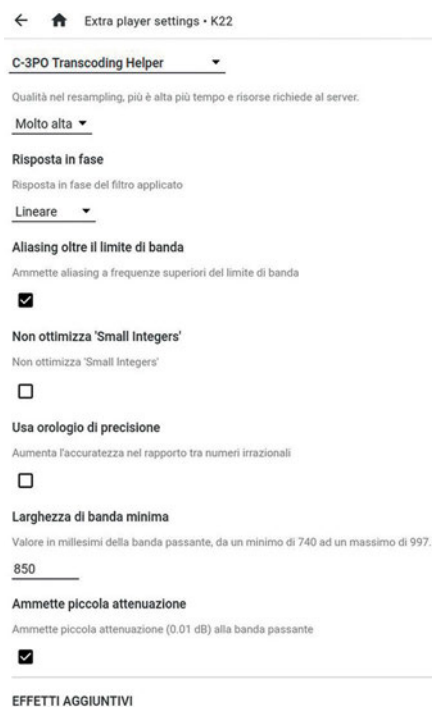 Extra player settings • K22
C-3PO Transcoding Helper
Qualità nel resampling, più è alta più tempo e risorse richiede al server.
Molto alta
Risposta in fase
Risposta in fase del filtro applicato
Lineare
Aliasing oltre il limite di banda
Ammette aliasing a frequenze superiori del limite di banda
Non ottimizza 'Small Integers'
Non ottimizza 'Small Integers'
Usa orologio di precisione
Aumenta l'accuratezza nel rapporto tra numeri irrazionali
Larghezza di banda minima
Valore in millesimi della banda passante, da un minimo di 740 ad un massimo di 997.
850
Ammette piccola attenuazione
Ammette piccola attenuazione (0.01 dB) alla banda passante
EFFETTI AGGIUNTIVI